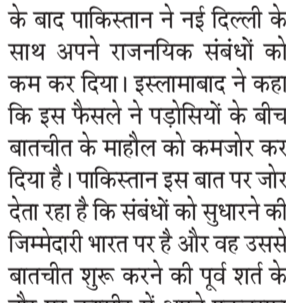 के बाद पाकिस्तान ने नई दिल्ली के
साथ अपने राजनयिक संबंधों को
कम कर दिया। इस्लामाबाद ने कहा
कि इस फैसले ने पड़ोसियों के बीच
बातचीत के माहौल को कमजोर कर
दिया है। पाकिस्तान इस बात पर जोर
देता रहा है कि संबंधों को सुधारने की
जिम्मेदारी भारत पर है और वह उससे
बातचीत शुरू करने की पूर्व शर्त के